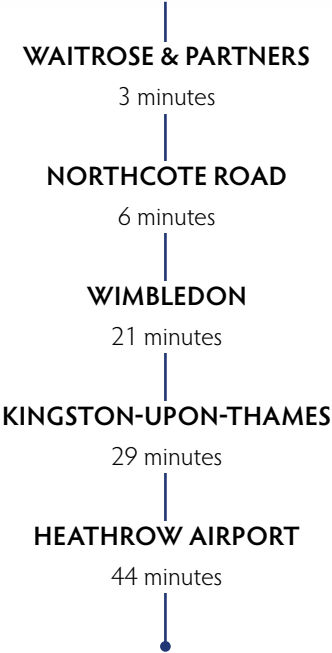 WAITROSE & PARTNERS
3 minutes
NORTHCOTE ROAD
6 minutes
WIMBLEDON
21 minutes
KINGSTON-UPON-THAMES
29 minutes
HEATHROW AIRPORT
44 minutes